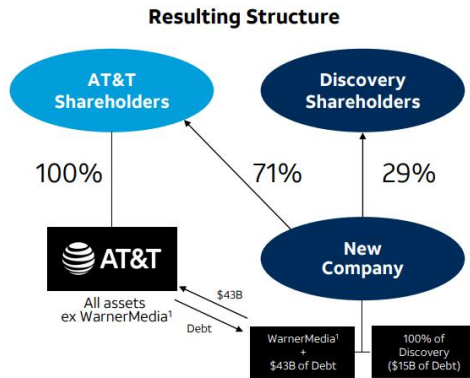 Resulting Structure
AT&T
Shareholders
Discovery
Shareholders
100%
71%
29%
AT&T
New
Company
All assets
ex WarnerMedia¹
$43B
Debt
WarnerMedia¹
+
$43B of Debt
100% of
Discovery
($15B of Debt)